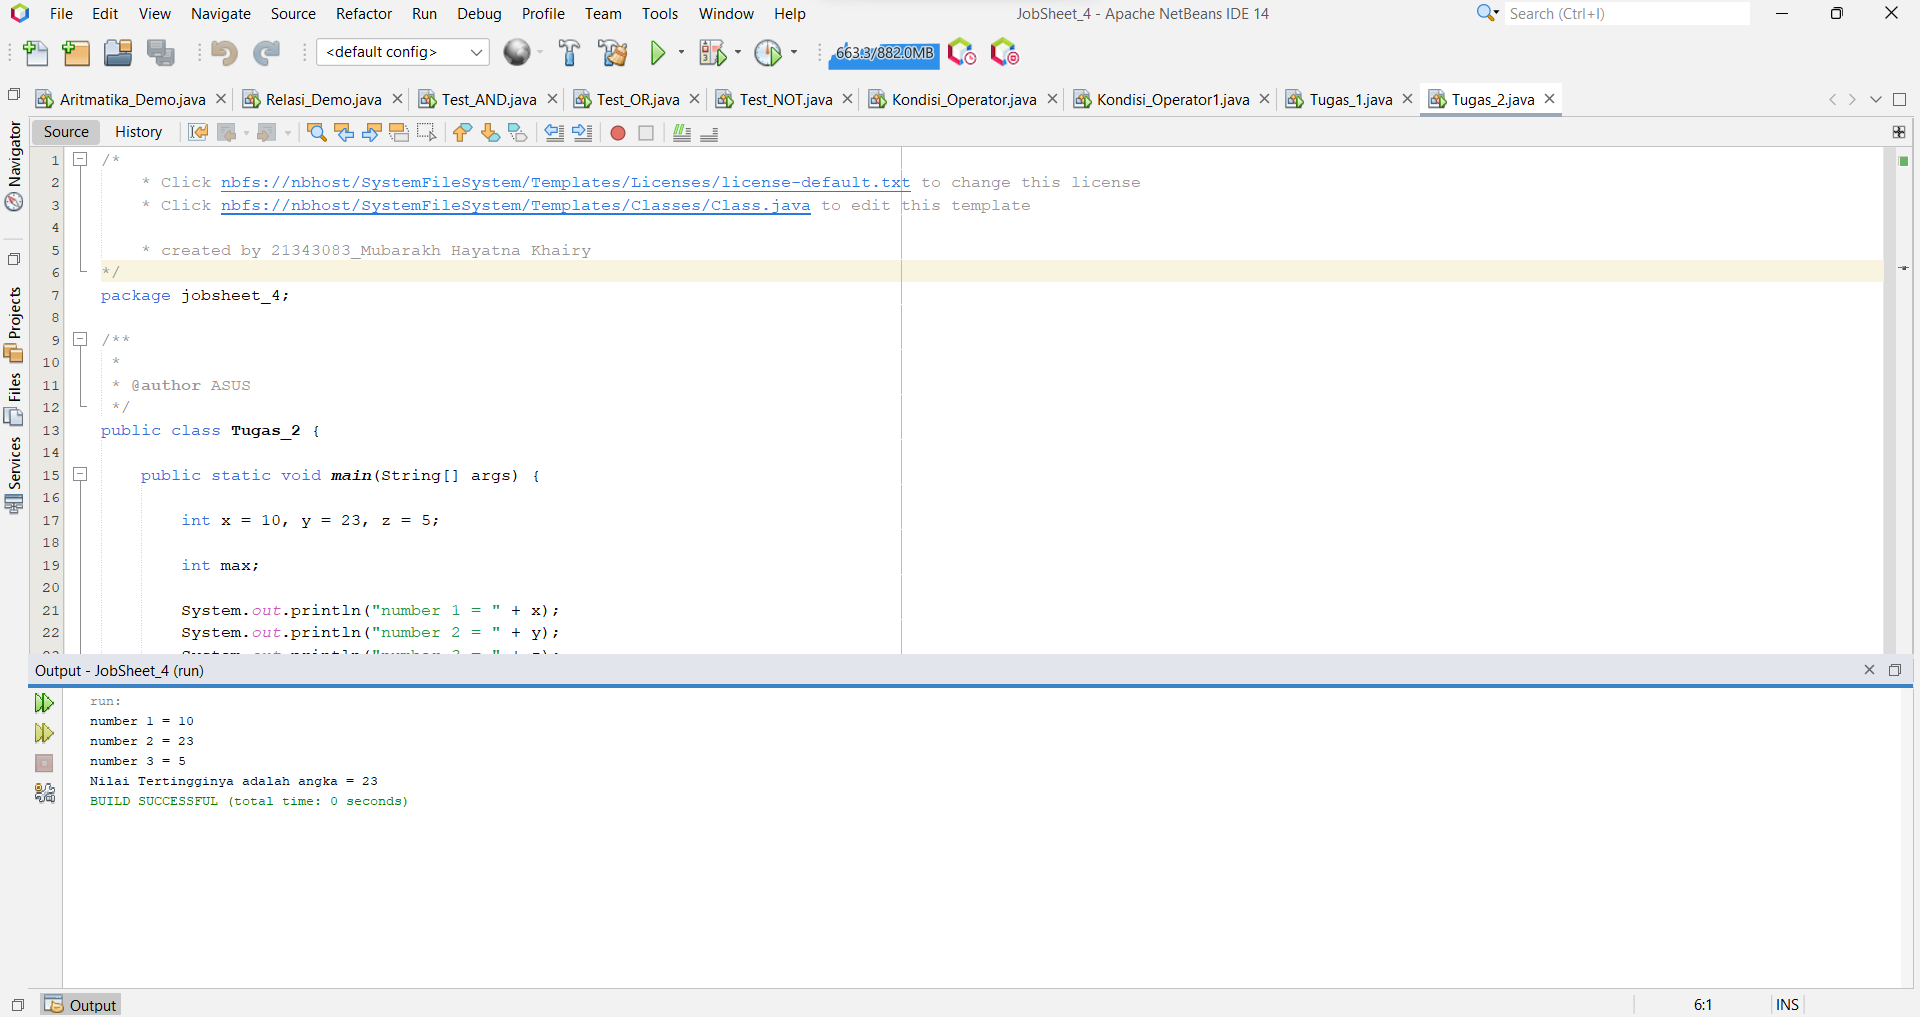 File Edit View Navigate Source Refactor Run Debug Profile Team Tools Window Help
JobSheet_4 - Apache NetBeans IDE 14
Search (Ctrl+I)
<default config>
663.3/882.0MB
Aritmatika_Demo.java Relasi_Demo.java Test_AND.java Test_OR.java Test_NOT.java Kondisi_Operator.java Kondisi_Operator1.java Tugas_1.java Tugas_2.java
Source History
Navigator
Projects
Files
Services
1 /*
2 * Click nbfs://nbhost/SystemFileSystem/Templates/Licenses/license-default.txt to change this license
3 * Click nbfs://nbhost/SystemFileSystem/Templates/Classes/Class.java to edit this template
4
5 * created by 21343083_Mubarakh Hayatna Khairy
6 */
7 package jobsheet_4;
8
9 /**
10 *
11 * @author ASUS
12 */
13 public class Tugas_2 {
14
15 public static void main(String[] args) {
16
17 int x = 10, y = 23, z = 5;
18
19 int max;
20
21 System.out.println("number 1 = " + x);
22 System.out.println("number 2 = " + y);
23 System.out.println("number 3 = " + z);
Output - JobSheet_4 (run)
run:
number 1 = 10
number 2 = 23
number 3 = 5
Nilai Tertingginya adalah angka = 23
BUILD SUCCESSFUL (total time: 0 seconds)
Output
6:1 INS